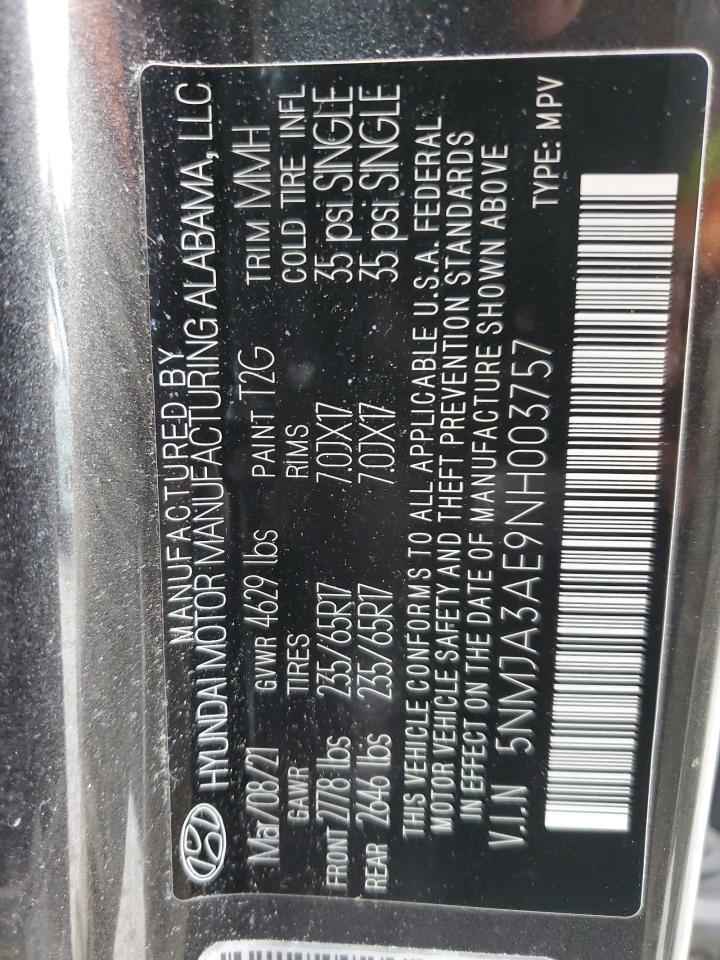 MANUFACTURED BY
HYUNDAI MOTOR MANUFACTURING ALABAMA, LLC
Mar/08/21 GVWR 4629 lbs PAINT T2G TRIM MMH
GAWR TIRES RIMS COLD TIRE INFL
FRONT 2778 lbs 235/65R17 7.0JX17 35 psi.SINGLE
REAR 2646 lbs 235/65R17 7.0JX17 35 psi.SINGLE
THIS VEHICLE CONFORMS TO ALL APPLICABLE U.S.A. FEDERAL
MOTOR VEHICLE SAFETY AND THEFT PREVENTION STANDARDS
IN EFFECT ON THE DATE OF MANUFACTURE SHOWN ABOVE
V.I.N 5NMJA3AE9NH003757 TYPE: MPV